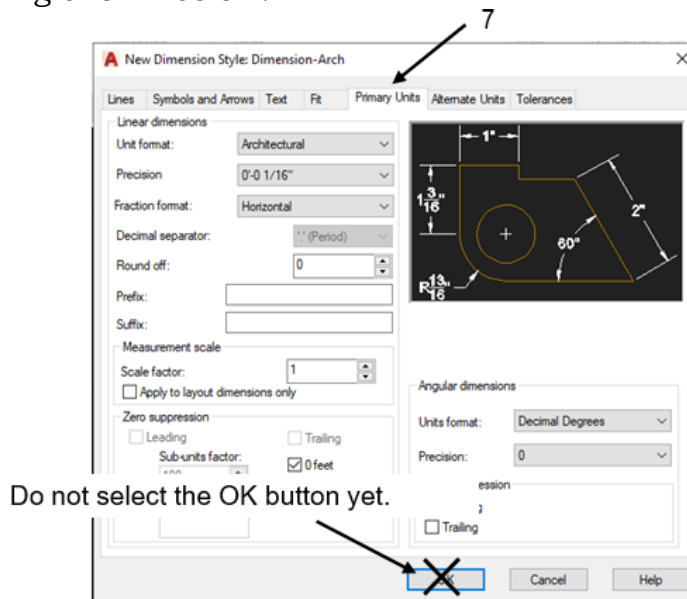 7
A New Dimension Style: Dimension-Arch
Lines Symbols and Arrows Text Fit Primary Units Alternate Units Tolerances
Linear dimensions
Unit format: Architectural
Precision 0'-0 1/16"
Fraction format: Horizontal
Decimal separator: '.' (Period)
Round off: 0
Prefix:
Suffix:
Measurement scale
Scale factor: 1
Apply to layout dimensions only
Zero suppression
Leading Trailing
Sub-units factor:
0 feet
1"
1 3/16"
2"
60°
R 13/16"
Angular dimensions
Units format: Decimal Degrees
Precision: 0
Trailing
Do not select the OK button yet.
Cancel Help